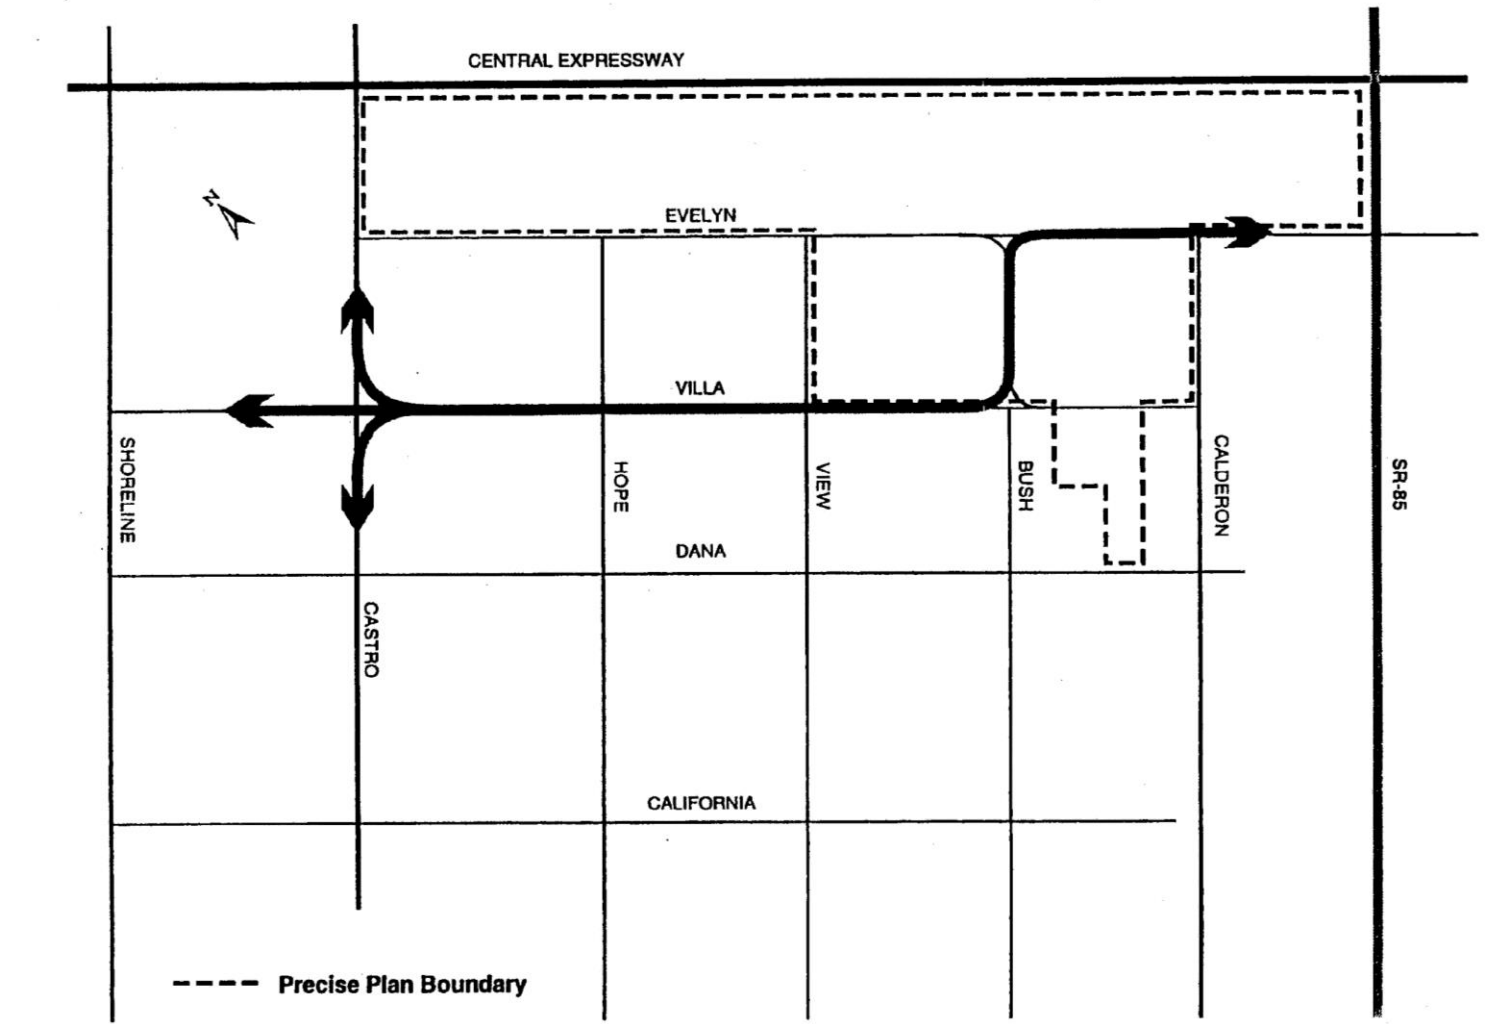 CENTRAL EXPRESSWAY
N
EVELYN
VILLA
SHORELINE
HOPE
VIEW
BUSH
CALDERON
SR-85
DANA
CASTRO
CALIFORNIA
Precise Plan Boundary